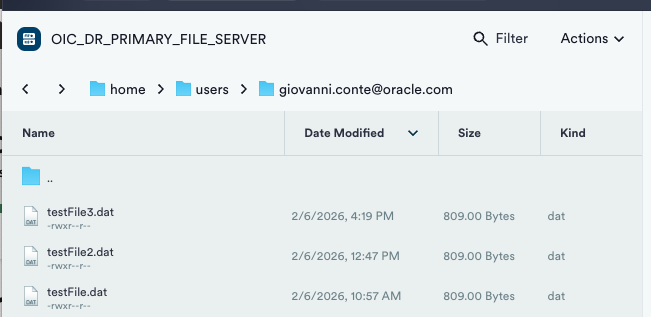 OIC_DR_PRIMARY_FILE_SERVER Filter Actions
home users giovanni.conte@oracle.com
Name Date Modified Size Kind
..
testFile3.dat 2/6/2026, 4:19 PM 809.00 Bytes dat
-rwxr--r--
testFile2.dat 2/6/2026, 12:47 PM 809.00 Bytes dat
-rwxr--r--
testFile.dat 2/6/2026, 10:57 AM 809.00 Bytes dat
-rwxr--r--